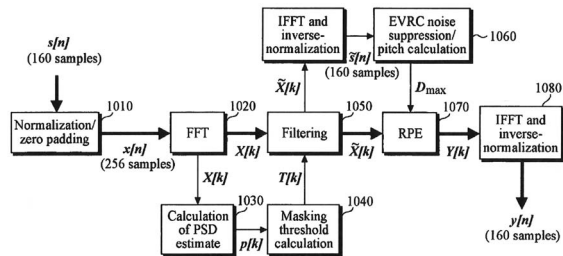 s[n]
(160 samples)
1010
Normalization/
zero padding
x[n]
(256 samples)
1020
FFT
X[k]
X[k]
1030
Calculation
of PSD
estimate
p[k]
1040
Masking
threshold
calculation
T[k]
1050
Filtering
X̃[k]
IFFT and
inverse-
normalization
s̃[n]
(160 samples)
EVRC noise
suppression/
pitch calculation
1060
Dmax
X̃[k]
1070
RPE
Y[k]
1080
IFFT and
inverse-
normalization
y[n]
(160 samples)